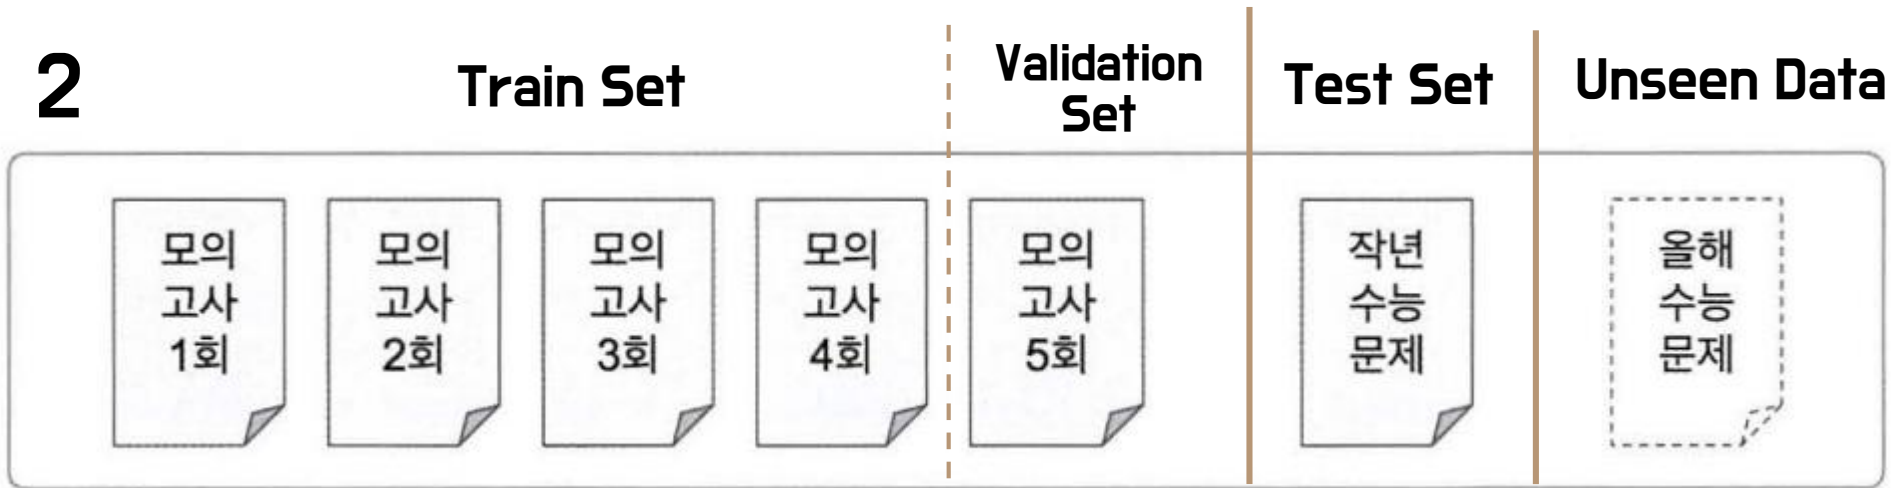 2
Train Set
Validation
Set
Test Set
Unseen Data
모의
고사
1회
모의
고사
2회
모의
고사
3회
모의
고사
4회
모의
고사
5회
작년
수능
문제
올해
수능
문제